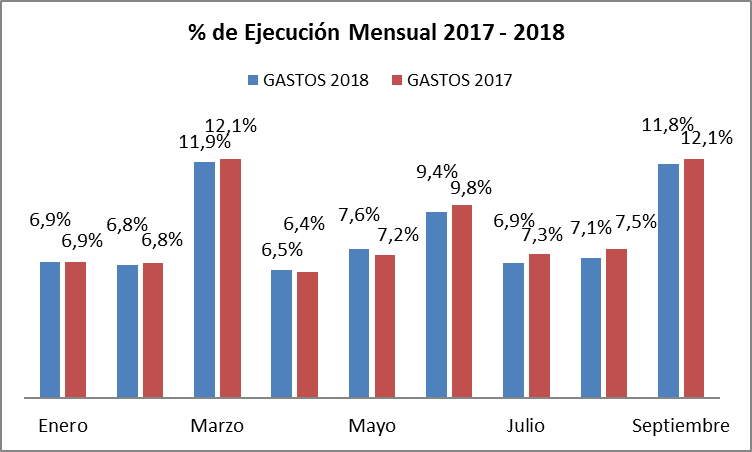 % de Ejecución Mensual 2017 - 2018
GASTOS 2018 GASTOS 2017
6,9% 6,9% 6,8% 6,8% 11,9% 12,1% 6,5% 6,4% 7,6% 7,2% 9,4% 9,8% 6,9% 7,3% 7,1% 7,5% 11,8% 12,1%
Enero Marzo Mayo Julio Septiembre